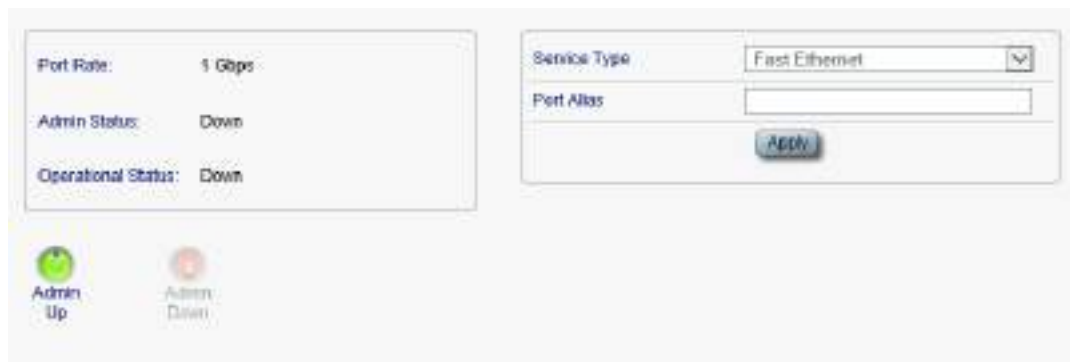 Port Rate: 1 Gbps
Admin Status: Down
Operational Status: Down
Service Type Fast Ethernet
Port Alias
Apply
Admin Up
Admin Down